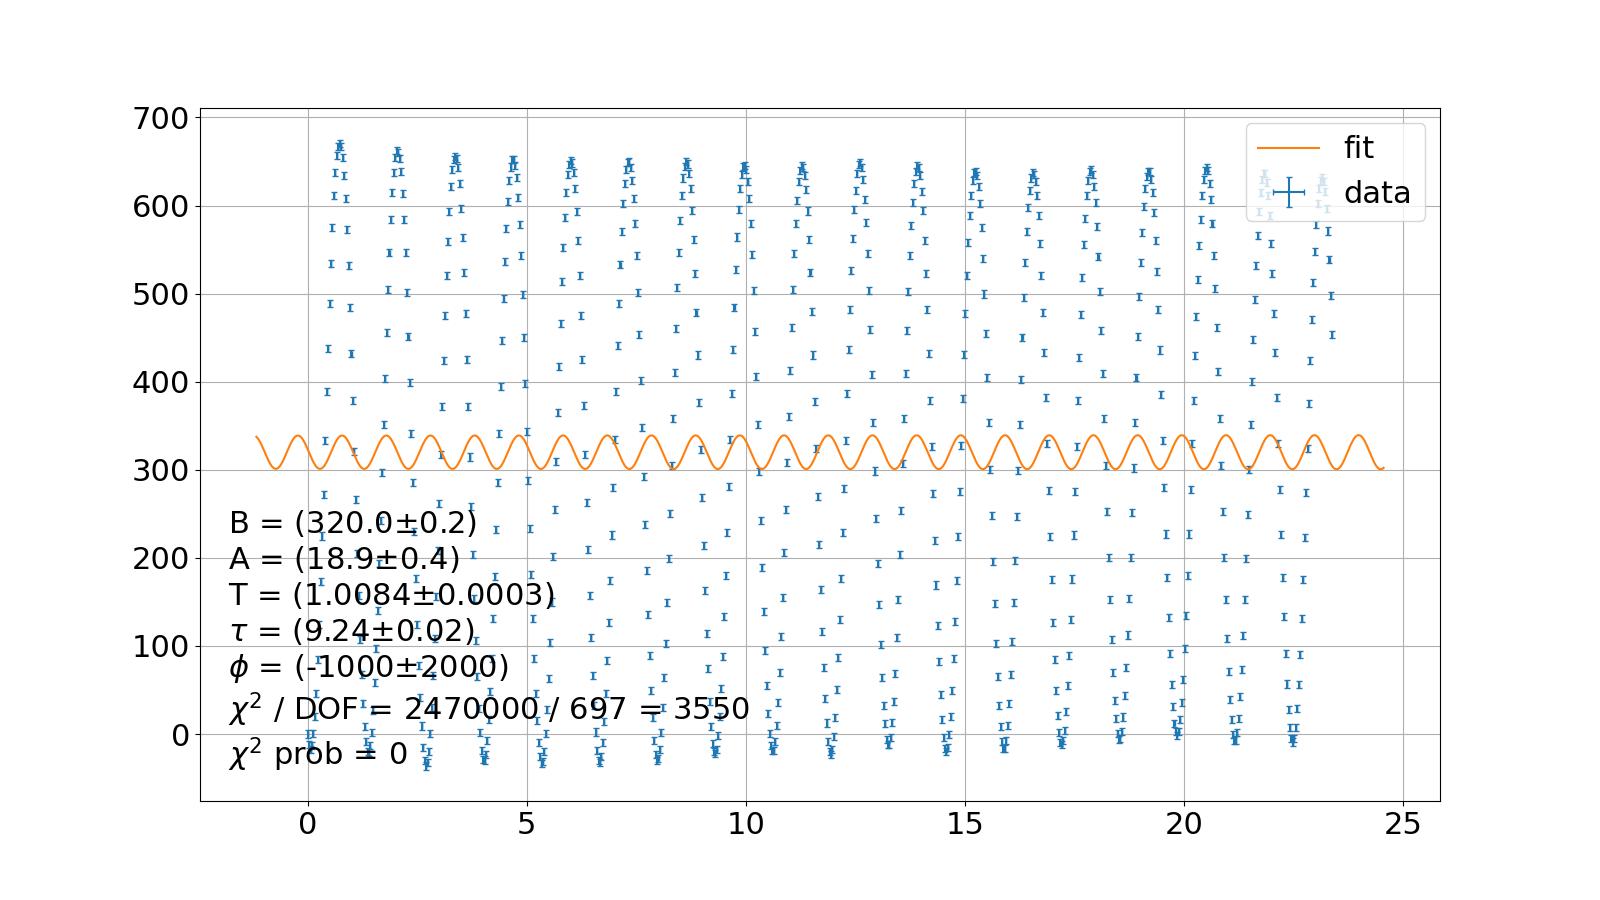 700
600
500
400
300
200
100
0
fit
data
B = (320.0±0.2)
A = (18.9±0.4)
T = (1.0084±0.0003)
τ = (9.24±0.02)
ϕ = (-1000±2000)
χ² / DOF = 2470000 / 697 = 3550
χ² prob = 0
0 5 10 15 20 25